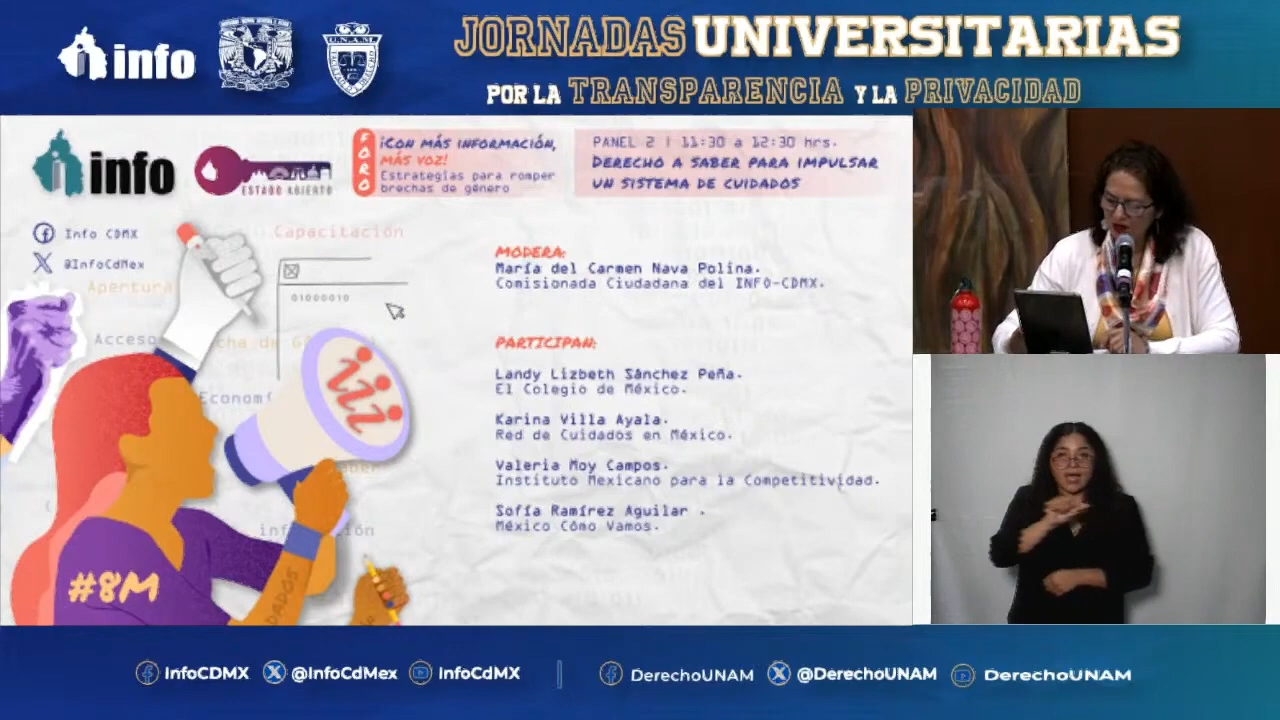 info
JORNADAS UNIVERSITARIAS
POR LA TRANSPARENCIA Y LA PRIVACIDAD
info
ESTADO ABIERTO
FORO
¡CON MÁS INFORMACIÓN,
MÁS VOZ!
Estrategias para romper
brechas de género
PANEL 2 | 11:30 a 12:30 hrs.
DERECHO A SABER PARA IMPULSAR
UN SISTEMA DE CUIDADOS
Info CDMX
@InfoCdMex
Capacitación
Apertura
01000010
Acceso
MODERA:
María del Carmen Nava Polina.
Comisionada Ciudadana del INFO-CDMX.
PARTICIPAN:
Landy Lizbeth Sánchez Peña.
El Colegio de México.
Karina Villa Ayala.
Red de Cuidados en México.
Valeria Moy Campos.
Instituto Mexicano para la Competitividad.
Sofía Ramírez Aguilar .
México Cómo Vamos.
iii
#8M
InfoCDMX @InfoCdMex InfoCdMX | DerechoUNAM @DerechoUNAM DerechoUNAM